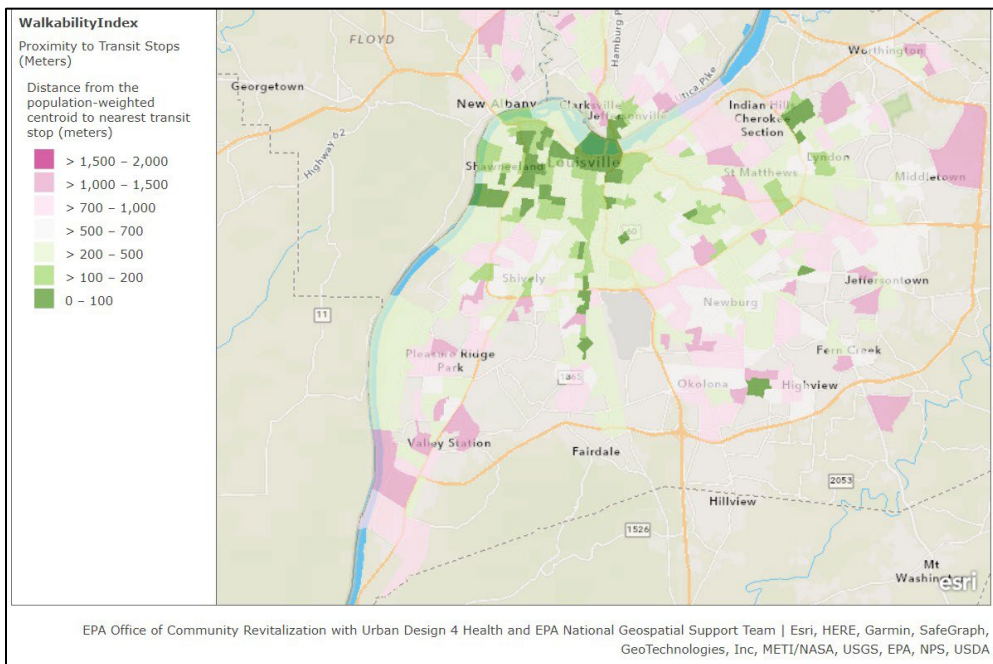 WalkabilityIndex
Proximity to Transit Stops
(Meters)
Distance from the
population-weighted
centroid to nearest transit
stop (meters)
> 1,500 – 2,000
> 1,000 – 1,500
> 700 – 1,000
> 500 – 700
> 200 – 500
> 100 – 200
0 – 100
FLOYD
Hamburg P
Worthington
Georgetown
New Albany
Clarksville
Jeffersonville
Utica Pike
Indian Hills
Cherokee
Section
Highway 62
Shawneeland
Louisville
Lyndon
St Matthews
Middletown
60
Shively
Jeffersontown
Newburg
11
Pleasure Ridge
Park
Fern Creek
1865
Okolona
Highview
Valley Station
Fairdale
2053
Hillview
1526
Mt
Washington
esri
EPA Office of Community Revitalization with Urban Design 4 Health and EPA National Geospatial Support Team | Esri, HERE, Garmin, SafeGraph,
GeoTechnologies, Inc, METI/NASA, USGS, EPA, NPS, USDA